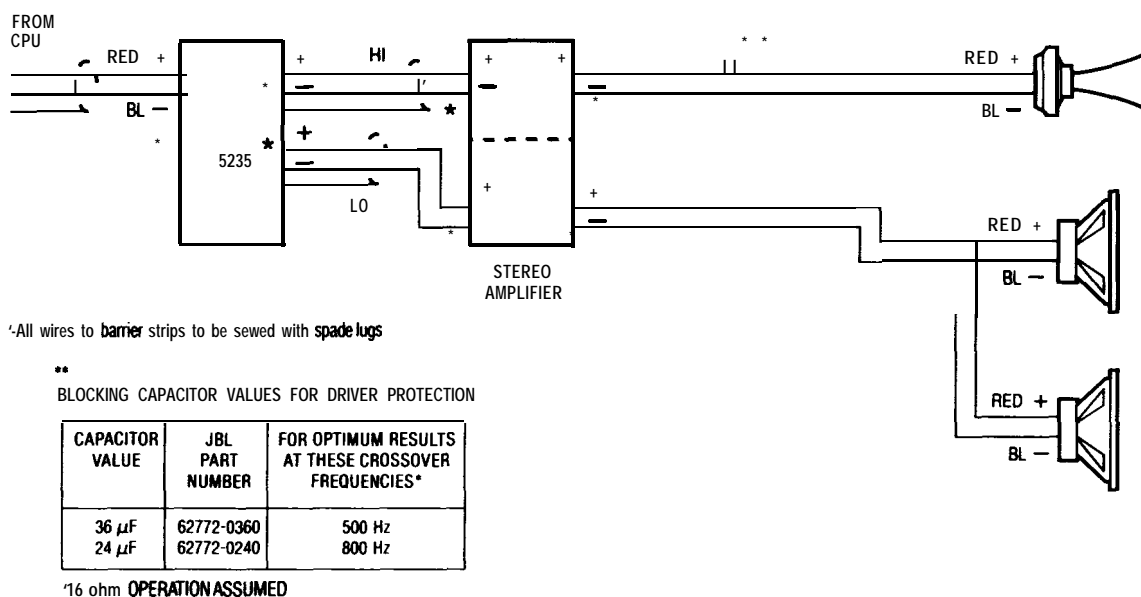 FROM
CPU
RED +
BL −
*
5235
*
*
+
−
HI
*
+
−
LO
+
−
+
+
*
STEREO
AMPLIFIER
−
*
* *
RED +
BL −
+
−
RED +
BL −
RED +
BL −
'-All wires to barrier strips to be sewed with spade lugs
**
BLOCKING CAPACITOR VALUES FOR DRIVER PROTECTION
CAPACITOR VALUE
JBL PART NUMBER
FOR OPTIMUM RESULTS AT THESE CROSSOVER FREQUENCIES*
36 µF 62772-0360 500 Hz
24 µF 62772-0240 800 Hz
'16 ohm OPERATION ASSUMED